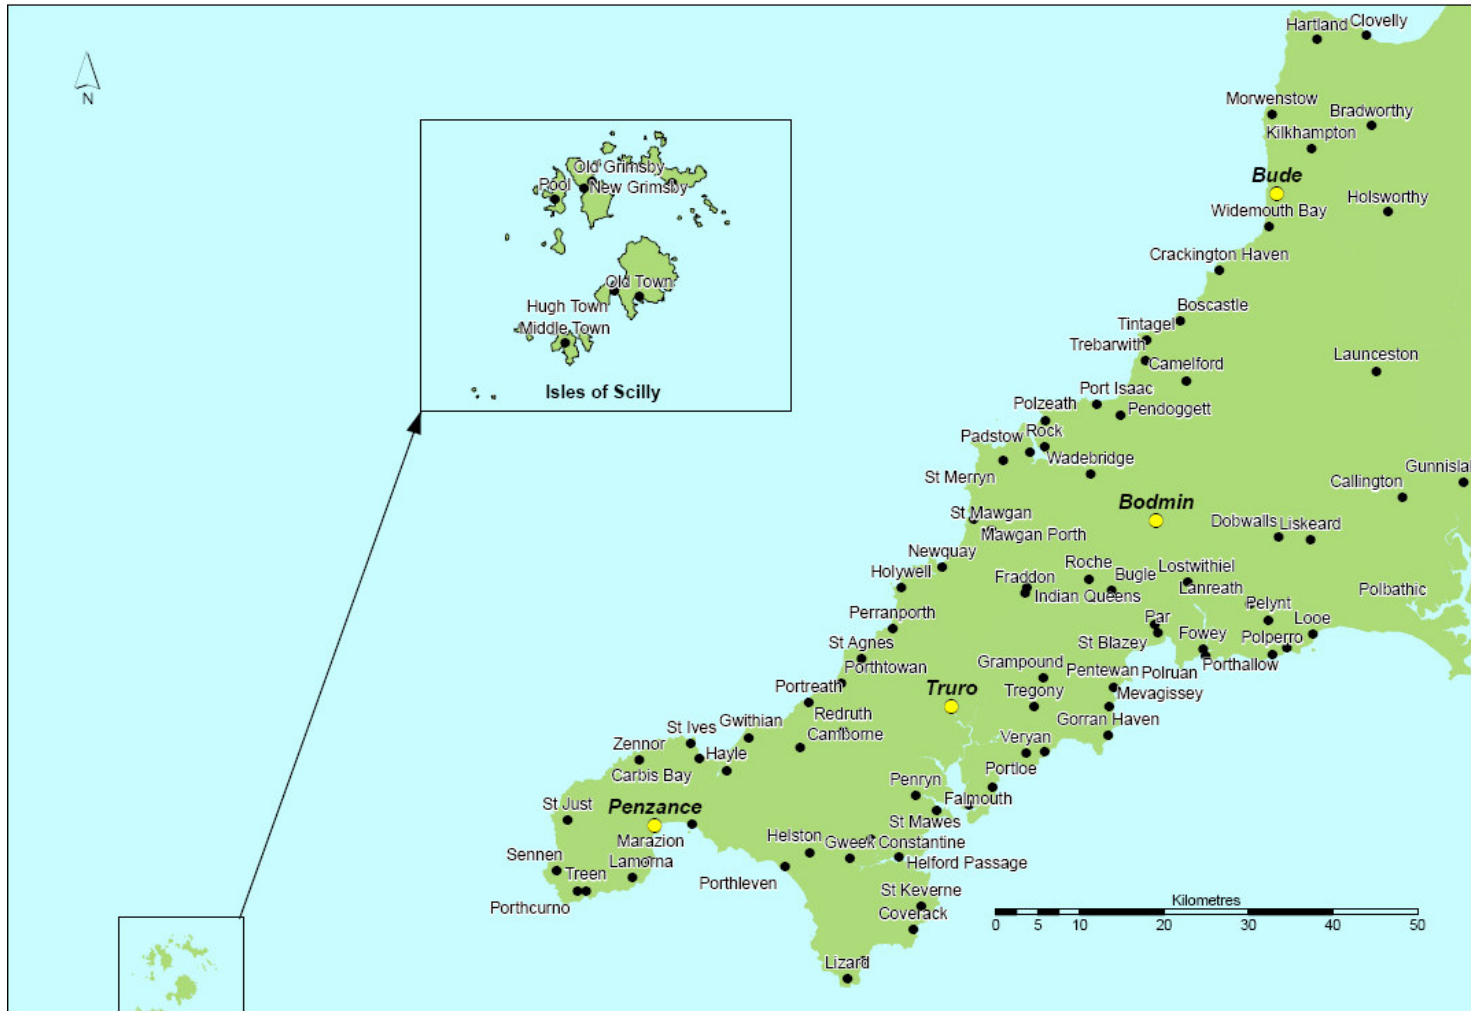 Hartland
Clovelly
Morwenstow
Bradworthy
Kilkhampton
Bude
Holsworthy
Widemouth Bay
Crackington Haven
Boscastle
Tintagel
Trebarwith
Camelford
Launceston
Port Isaac
Pendoggett
Polzeath
Rock
Padstow
Wadebridge
St Merryn
Gunnislal
Callington
Bodmin
St Mawgan
Mawgan Porth
Dobwalls
Liskeard
Newquay
Holywell
Fraddon
Indian Queens
Roche
Bugle
Lostwithiel
Lanreath
Polbathic
Pelynt
Looe
Perranporth
Par
St Blazey
Fowey
Polperro
Polruan
Porthallow
St Agnes
Porthtowan
Grampound
Pentewan
Portreath
Truro
Tregony
Mevagissey
Redruth
Camborne
Gorran Haven
Veryan
Portloe
St Ives
Gwithian
Zennor
Hayle
Carbis Bay
Penryn
Falmouth
St Mawes
St Just
Penzance
Marazion
Helston
Gweek
Constantine
Helford Passage
Sennen
Treen
Lamorna
Porthleven
Porthcurno
St Keverne
Coverack
Lizard
N
Old Grimsby
Pool
New Grimsby
Old Town
Hugh Town
Middle Town
Isles of Scilly
Kilometres
0 5 10 20 30 40 50